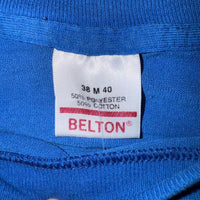 38 M 40
50% POLYESTER
50% COTTON
BELTON®